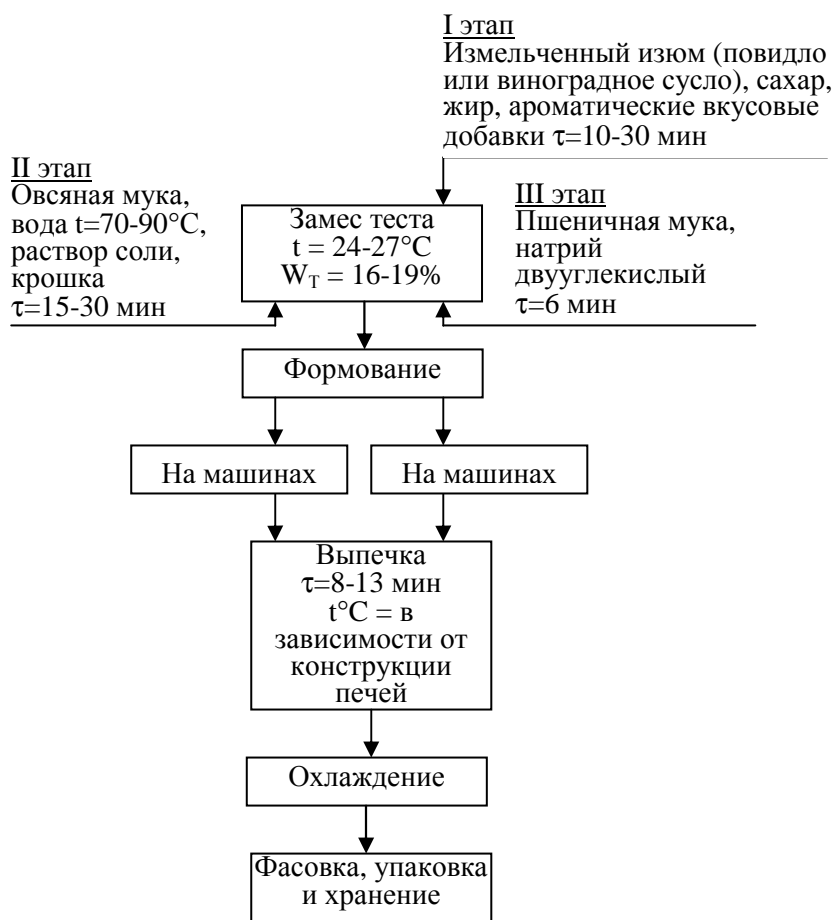 I этап
Измельченный изюм (повидло
или виноградное сусло), сахар,
жир, ароматические вкусовые
добавки τ=10-30 мин
II этап
Овсяная мука,
вода t=70-90°C,
раствор соли,
крошка
τ=15-30 мин
Замес теста
t = 24-27°C
Wт = 16-19%
III этап
Пшеничная мука,
натрий
двууглекислый
τ=6 мин
Формование
На машинах
На машинах
Выпечка
τ=8-13 мин
t°C = в
зависимости от
конструкции
печей
Охлаждение
Фасовка, упаковка
и хранение